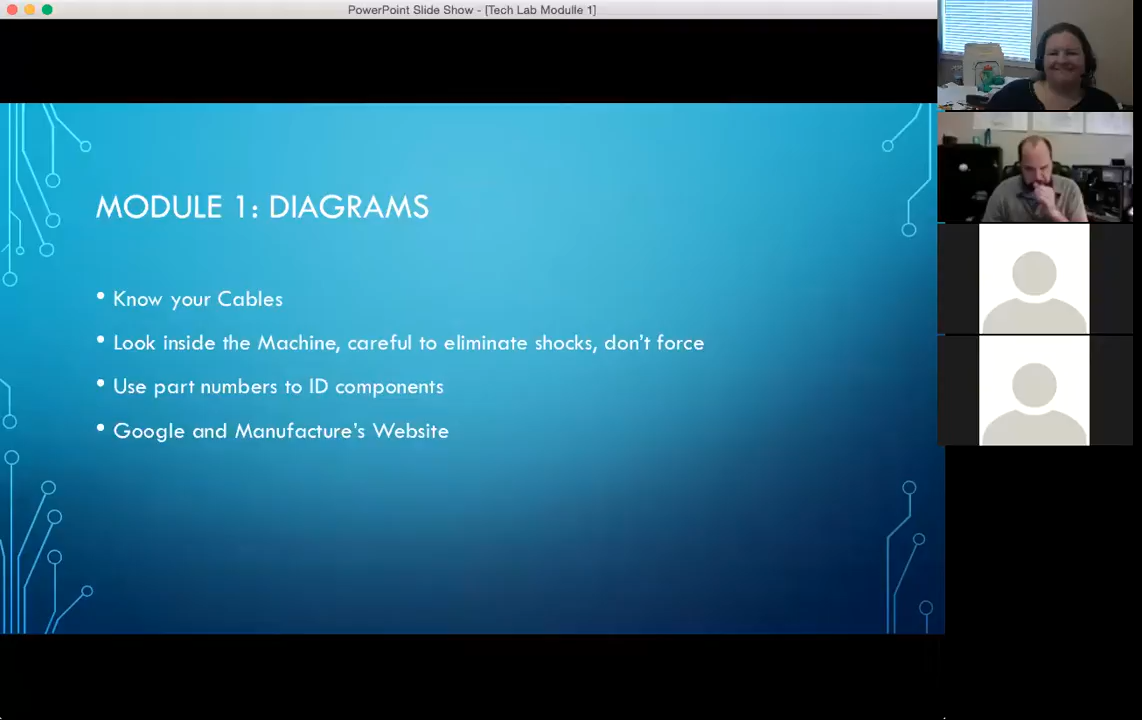 PowerPoint Slide Show - [Tech Lab Modulle 1]
MODULE 1: DIAGRAMS
• Know your Cables
• Look inside the Machine, careful to eliminate shocks, don't force
• Use part numbers to ID components
• Google and Manufacture's Website